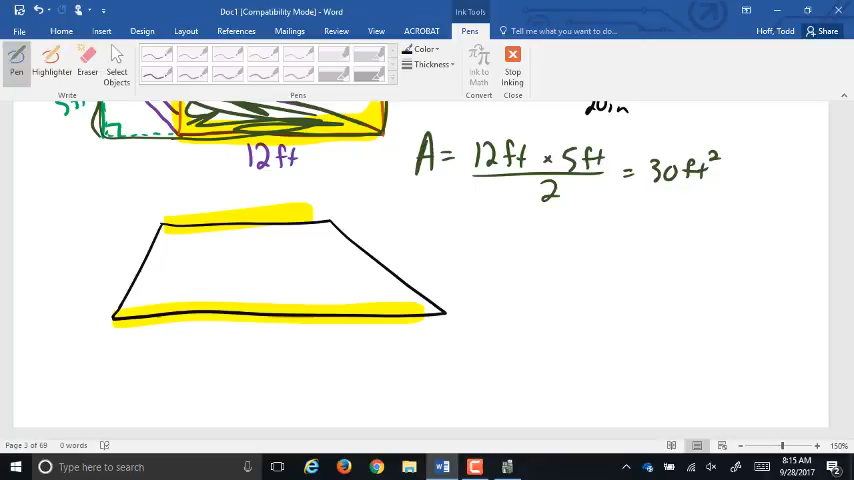 Doc1 [Compatibility Mode] - Word
Ink Tools
Hoff, Todd
File Home Insert Design Layout References Mailings Review View ACROBAT Pens Tell me what you want to do... Share
Pen Highlighter Eraser Select Objects
Color
Thickness
Ink to Math
Stop Inking
Write Pens Convert Close
5ft
20in
12ft
A = 12ft × 5ft / 2 = 30ft²
Page 3 of 69 0 words 150%
Type here to search
8:15 AM
9/28/2017
2